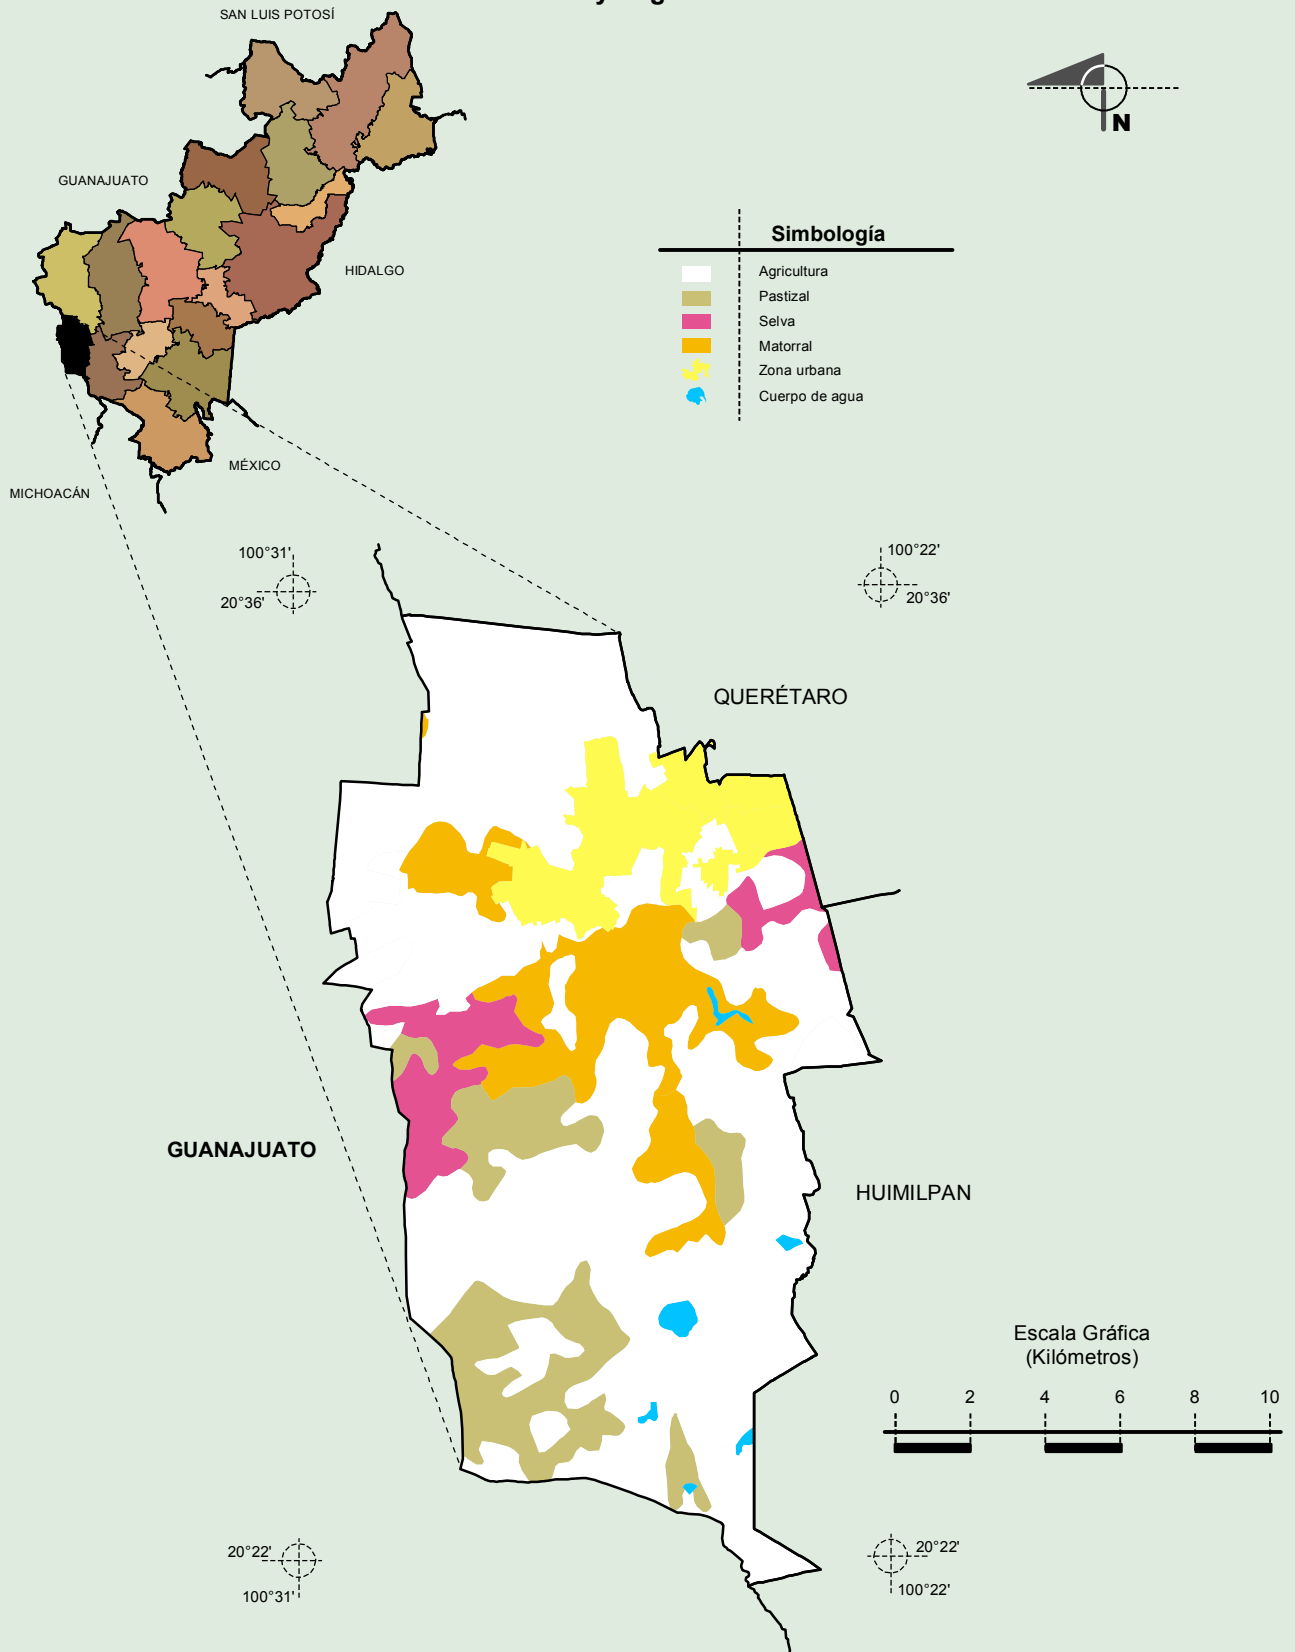 SAN LUIS POTOSÍ
N
GUANAJUATO
HIDALGO
MÉXICO
MICHOACÁN
Simbología
Agricultura
Pastizal
Selva
Matorral
Zona urbana
Cuerpo de agua
100°31'
20°36'
100°22'
20°36'
QUERÉTARO
GUANAJUATO
HUIMILPAN
Escala Gráfica
(Kilómetros)
0 2 4 6 8 10
20°22'
100°31'
20°22'
100°22'